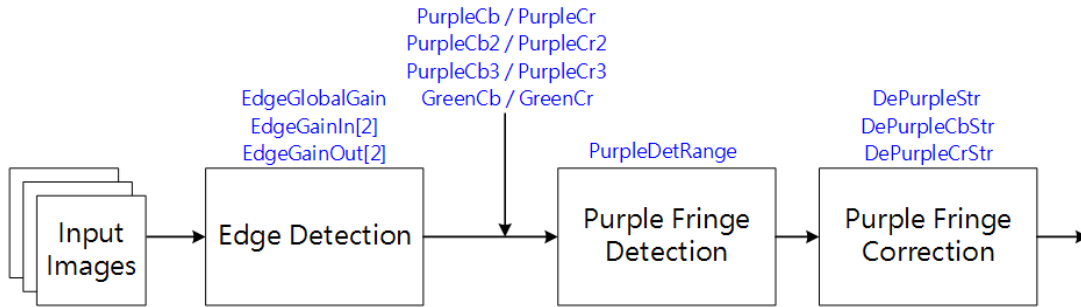 PurpleCb / PurpleCr
PurpleCb2 / PurpleCr2
PurpleCb3 / PurpleCr3
GreenCb / GreenCr
EdgeGlobalGain
EdgeGainIn[2]
EdgeGainOut[2]
PurpleDetRange
DePurpleStr
DePurpleCbStr
DePurpleCrStr
Input
Images
Edge Detection
Purple Fringe
Detection
Purple Fringe
Correction